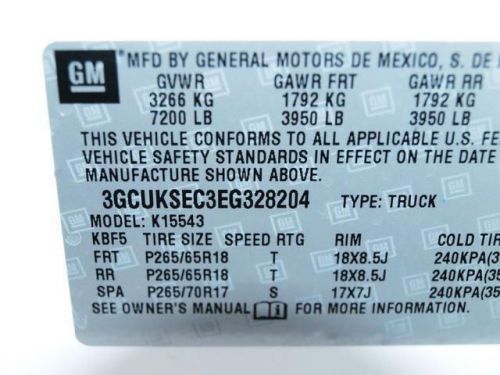 GM
MFD BY GENERAL MOTORS DE MEXICO, S. DE
GVWR GAWR FRT GAWR RR
3266 KG 1792 KG 1792 KG
7200 LB 3950 LB 3950 LB
THIS VEHICLE CONFORMS TO ALL APPLICABLE U.S. FE
VEHICLE SAFETY STANDARDS IN EFFECT ON THE DATE
MANUFACTURE SHOWN ABOVE.
3GCUKSEC3EG328204 TYPE: TRUCK
MODEL: K15543
KBF5 TIRE SIZE SPEED RTG RIM COLD TI
FRT P265/65R18 T 18X8.5J 240KPA(3
RR P265/65R18 T 18X8.5J 240KPA(35
SPA P265/70R17 S 17X7J 240KPA(35
SEE OWNER'S MANUAL FOR MORE INFORMATION.